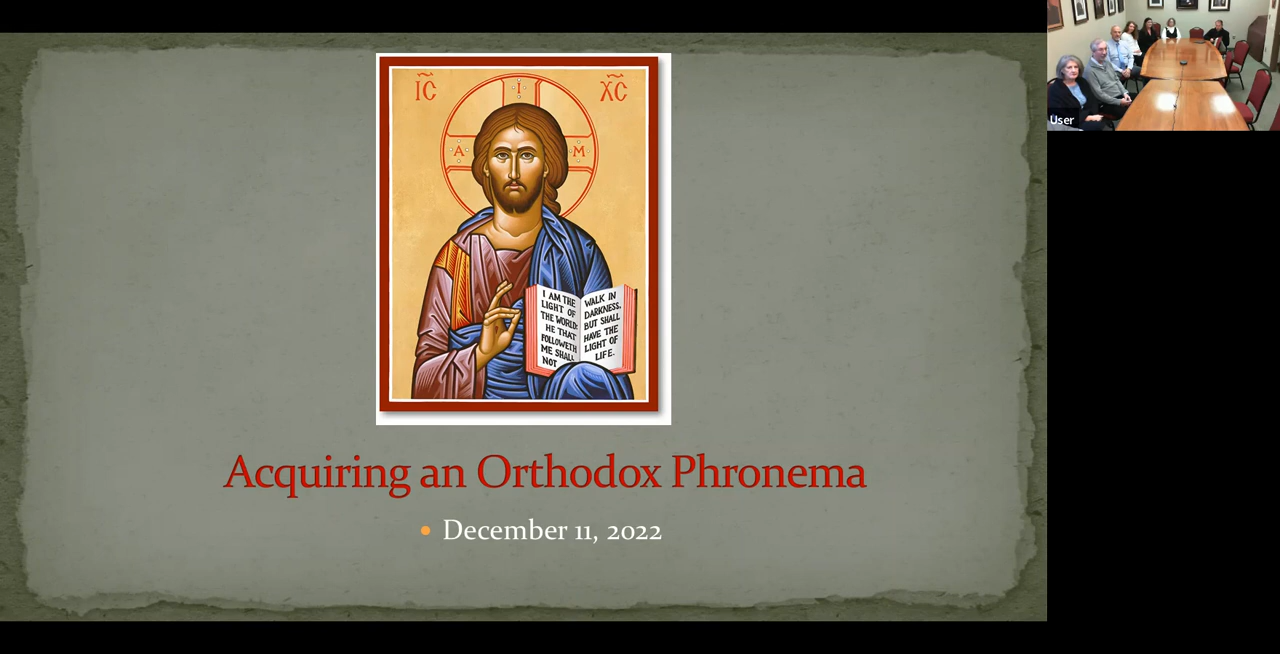 IC XC
I
A M
I AM THE
LIGHT OF
THE WORLD:
HE THAT
FOLLOWETH
ME SHALL
NOT
WALK IN
DARKNESS,
BUT SHALL
HAVE THE
LIGHT OF
LIFE.
Acquiring an Orthodox Phronema
• December 11, 2022
User